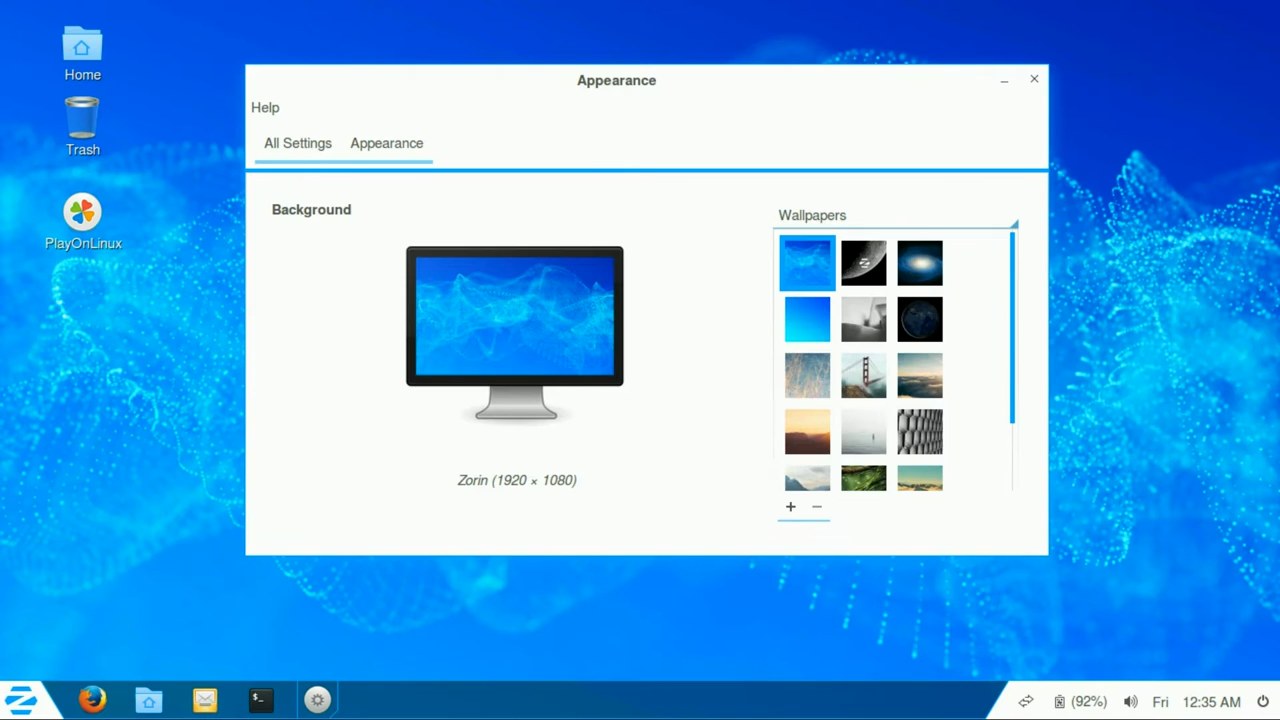 Home
Trash
PlayOnLinux
Appearance
Help
All Settings
Appearance
Background
Wallpapers
Zorin (1920 × 1080)
(92%)
Fri
12:35 AM